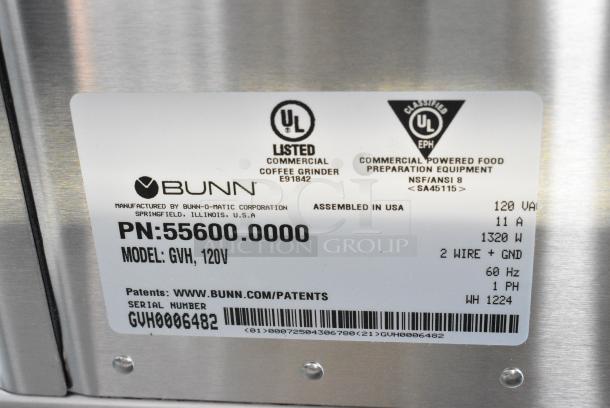 UL
LISTED
COMMERCIAL
COFFEE GRINDER
E91842
CLASSIFIED
UL
EPH
COMMERCIAL POWERED FOOD
PREPARATION EQUIPMENT
NSF/ANSI 8
<SA45115>
BUNN
MANUFACTURED BY BUNN-O-MATIC CORPORATION
SPRINGFIELD, ILLINOIS, U.S.A
ASSEMBLED IN USA
PN:55600.0000
MODEL: GVH, 120V
120 VA
11 A
1320 W
2 WIRE + GND
60 Hz
1 PH
WH 1224
Patents: WWW.BUNN.COM/PATENTS
SERIAL NUMBER
GVH0006482
(01)00072504306780(21)GVH0006482
AUCTION GROUP